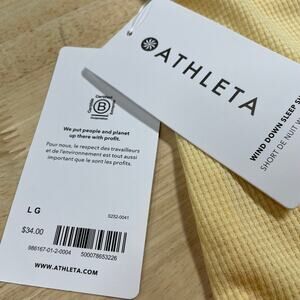 ATHLETA
WIND DOWN SLEEP
SHORT DE NUIT
Certified
B
Corporation
We put people and planet
up there with profit.
Pour nous, le respect des travailleurs
et de l'environnement est tout aussi
important que le sont les profits.
L G
5232-0041
$34.00
986167-01-2-0004
500078653226
WWW.ATHLETA.COM